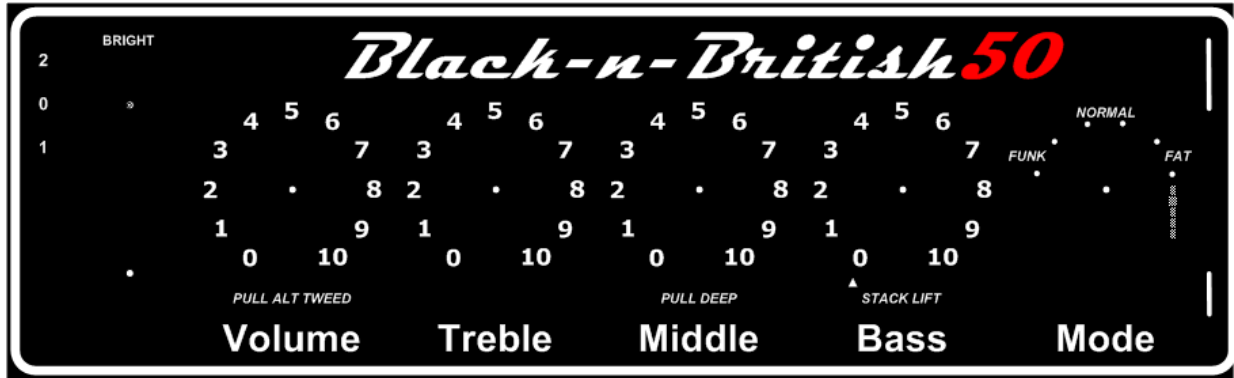 BRIGHT
2
0
1
Black-n-British 50
0 1 2 3 4 5 6 7 8 9 10
PULL ALT TWEED
Volume
0 1 2 3 4 5 6 7 8 9 10
Treble
0 1 2 3 4 5 6 7 8 9 10
PULL DEEP
Middle
0 1 2 3 4 5 6 7 8 9 10
STACK LIFT
Bass
FUNK
NORMAL
FAT
Mode